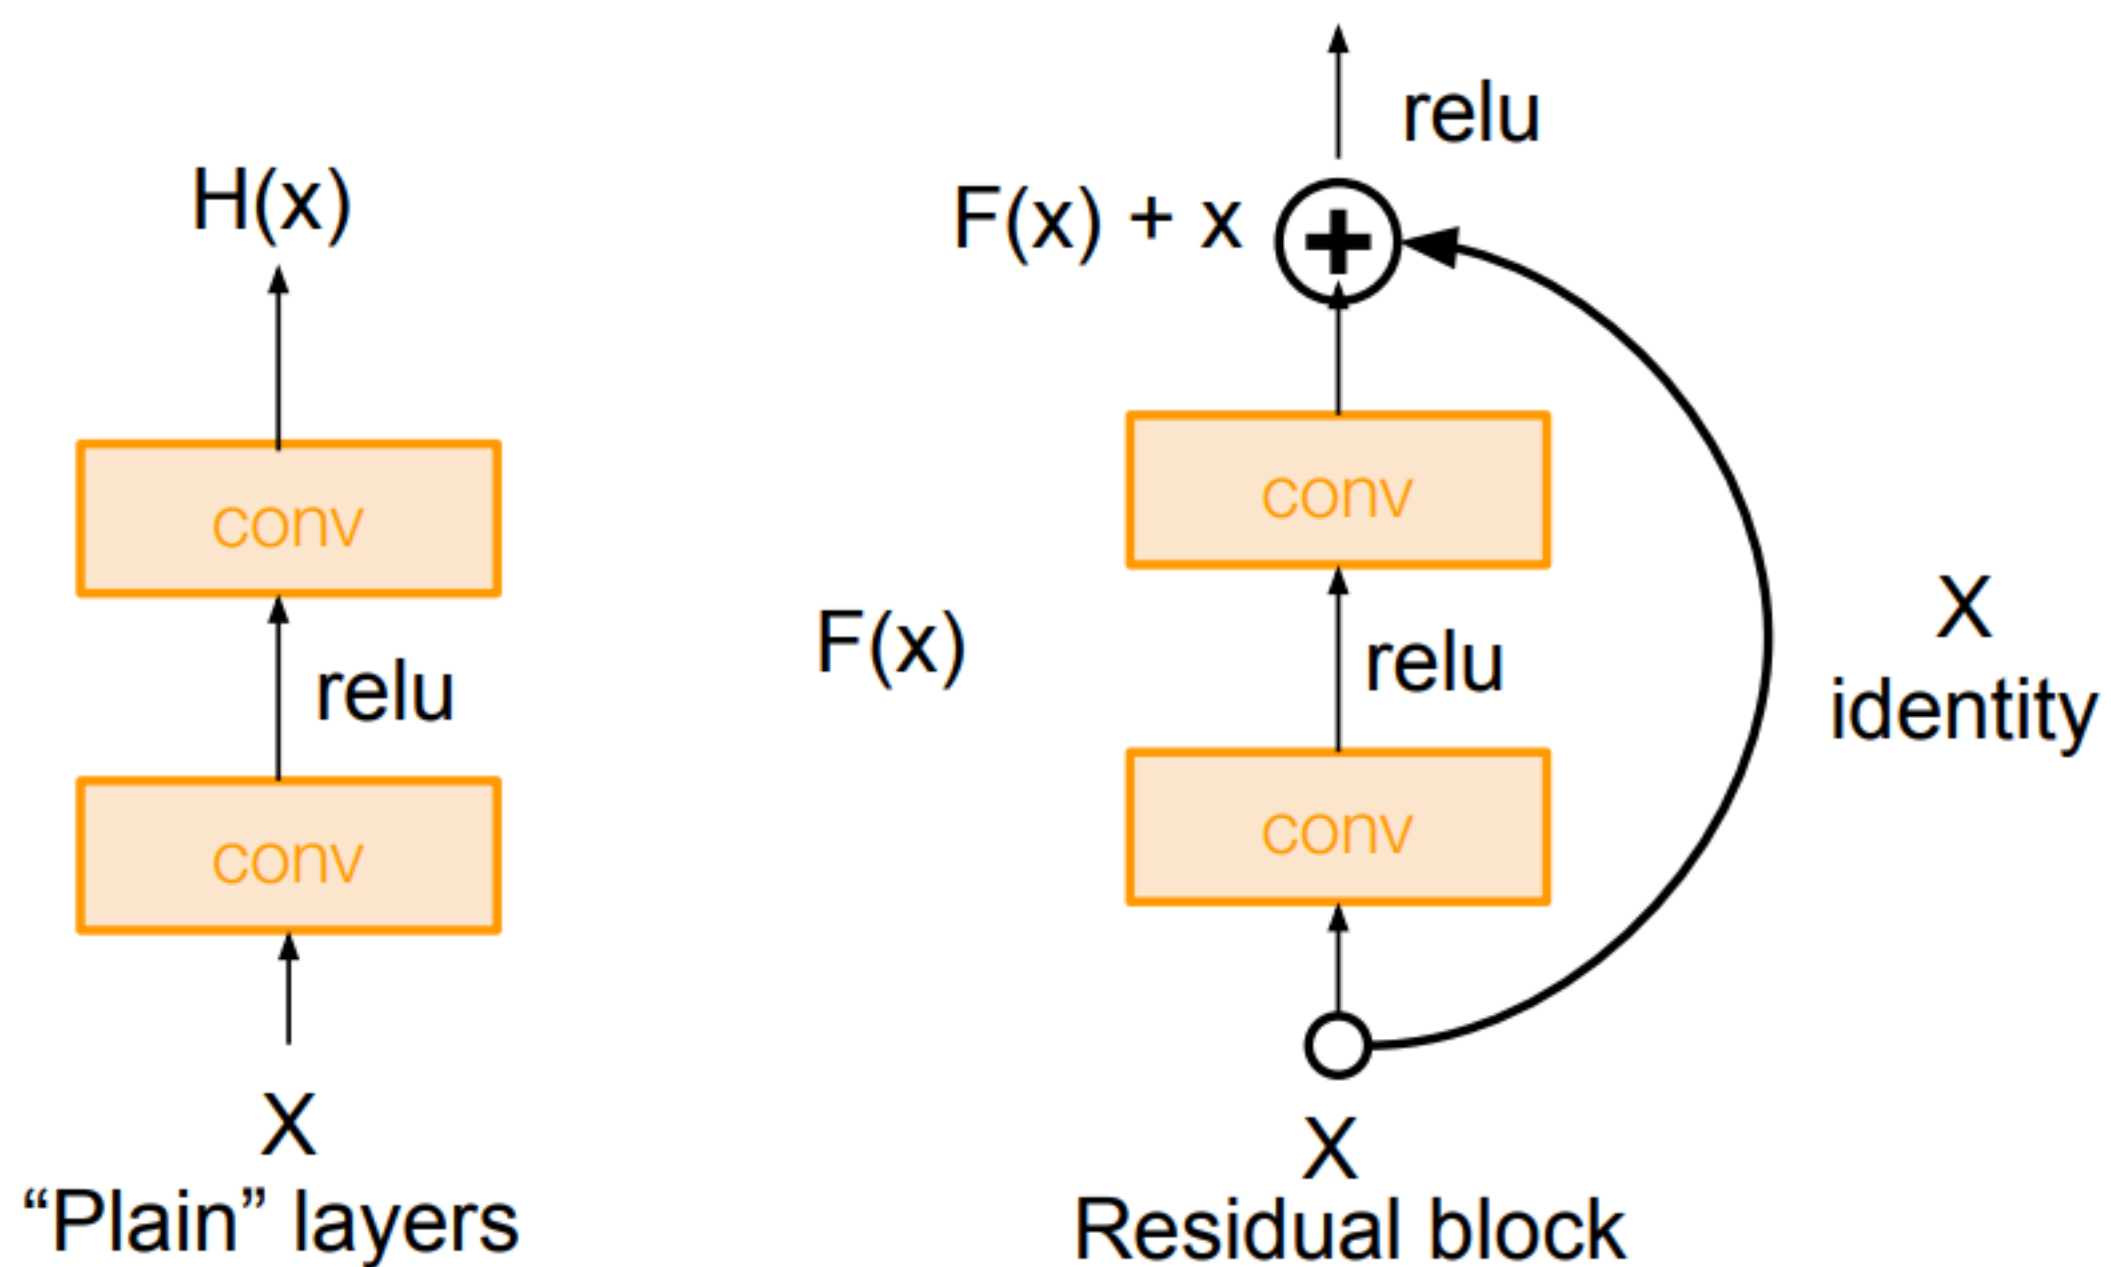 H(x)
conv
relu
conv
X
“Plain” layers
relu
F(x) + x
conv
F(x)
relu
X
identity
conv
X
Residual block